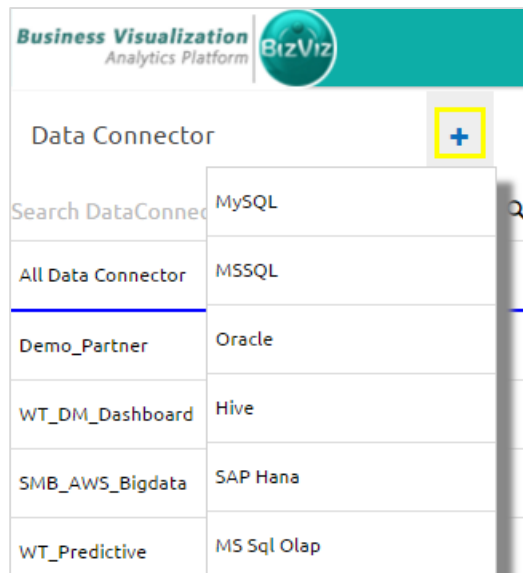 Business Visualization
Analytics Platform
BizViz
Data Connector
+
Search DataConnec
MySQL
All Data Connector
MSSQL
Demo_Partner
Oracle
WT_DM_Dashboard
Hive
SMB_AWS_Bigdata
SAP Hana
WT_Predictive
MS Sql Olap